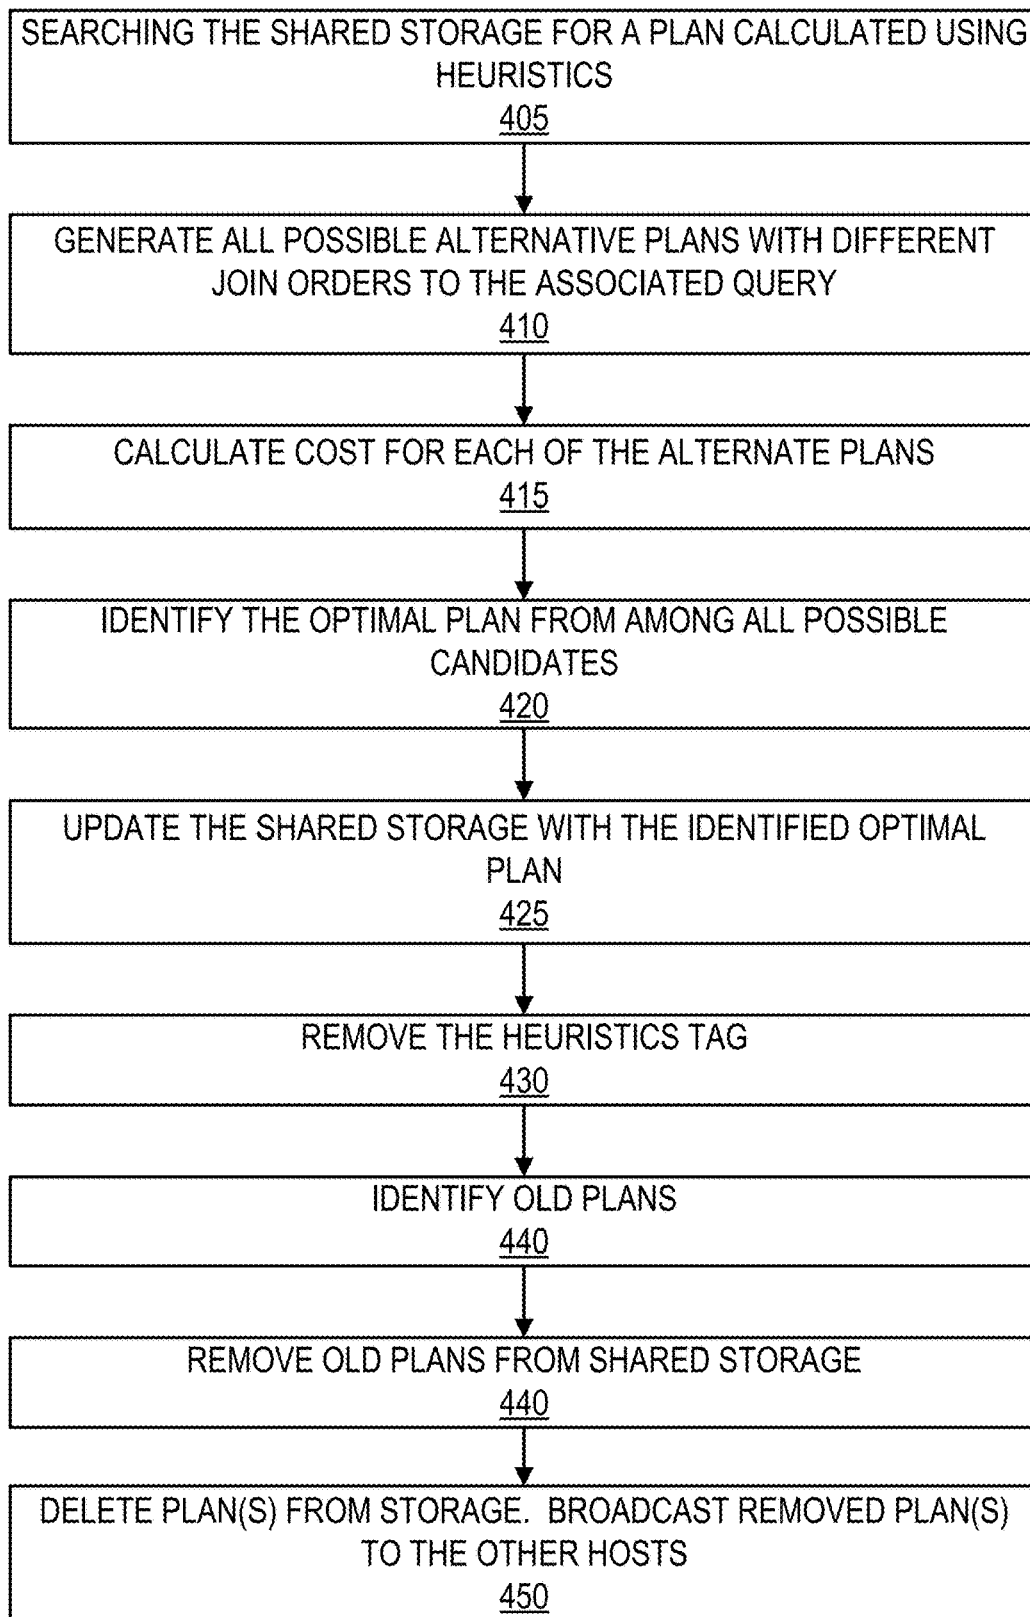 SEARCHING THE SHARED STORAGE FOR A PLAN CALCULATED USING
HEURISTICS
405
GENERATE ALL POSSIBLE ALTERNATIVE PLANS WITH DIFFERENT
JOIN ORDERS TO THE ASSOCIATED QUERY
410
CALCULATE COST FOR EACH OF THE ALTERNATE PLANS
415
IDENTIFY THE OPTIMAL PLAN FROM AMONG ALL POSSIBLE
CANDIDATES
420
UPDATE THE SHARED STORAGE WITH THE IDENTIFIED OPTIMAL
PLAN
425
REMOVE THE HEURISTICS TAG
430
IDENTIFY OLD PLANS
440
REMOVE OLD PLANS FROM SHARED STORAGE
440
DELETE PLAN(S) FROM STORAGE. BROADCAST REMOVED PLAN(S)
TO THE OTHER HOSTS
450